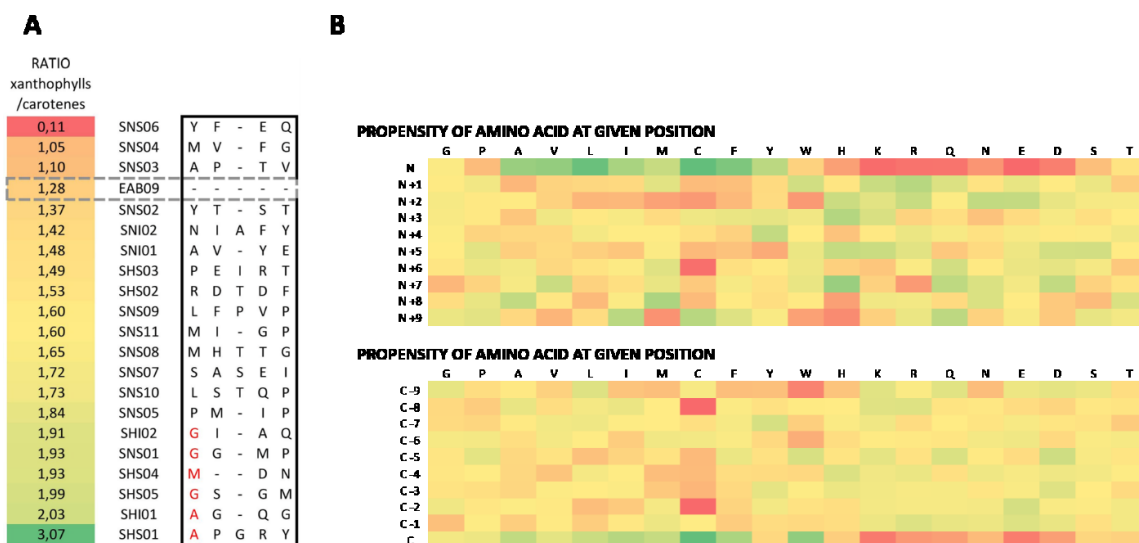 A
B
RATIO
xanthophylls
/carotenes
0,11 SNS06 Y F - E Q
1,05 SNS04 M V - F G
1,10 SNS03 A P - T V
1,28 EAB09 - - - - -
1,37 SNS02 Y T - S T
1,42 SNI02 N I A F Y
1,48 SNI01 A V - Y E
1,49 SHS03 P E I R T
1,53 SHS02 R D T D F
1,60 SNS09 L F P V P
1,60 SNS11 M I - G P
1,65 SNS08 M H T T G
1,72 SNS07 S A S E I
1,73 SNS10 L S T Q P
1,84 SNS05 P M - I P
1,91 SHI02 G I - A Q
1,93 SNS01 G G - M P
1,93 SHS04 M - - D N
1,99 SHS05 G S - G M
2,03 SHI01 A G - Q G
3,07 SHS01 A P G R Y
PROPENSITY OF AMINO ACID AT GIVEN POSITION
G P A V L I M C F Y W H K R Q N E D S T
N
N+1
N+2
N+3
N+4
N+5
N+6
N+7
N+8
N+9
PROPENSITY OF AMINO ACID AT GIVEN POSITION
G P A V L I M C F Y W H K R Q N E D S T
C-9
C-8
C-7
C-6
C-5
C-4
C-3
C-2
C-1
C